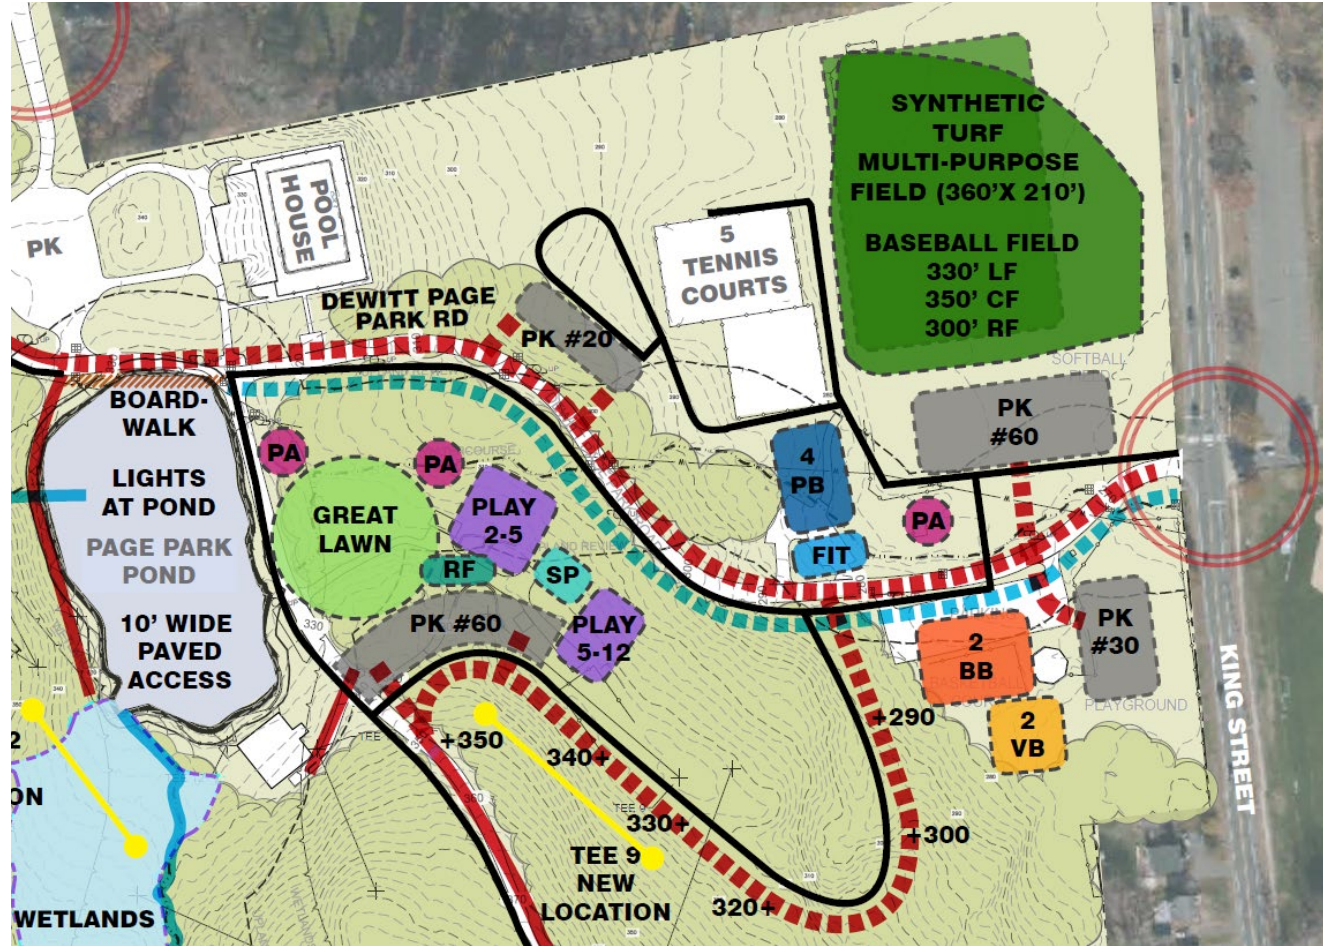 SYNTHETIC
TURF
MULTI-PURPOSE
FIELD (360'X 210')
BASEBALL FIELD
330' LF
350' CF
300' RF
POOL
HOUSE
PK
5
TENNIS
COURTS
DEWITT PAGE
PARK RD
PK #20
SOFTBALL
PK
#60
BOARD-
WALK
LIGHTS
AT POND
PAGE PARK
POND
10' WIDE
PAVED
ACCESS
PA
PA
GREAT
LAWN
PLAY
2-5
RF
SP
PK #60
PLAY
5-12
4
PB
FIT
PA
2
BB
PK
#30
2
VB
PLAYGROUND
KING STREET
+290
+300
+350
340+
330+
320+
330
TEE 9
TEE 9
NEW
LOCATION
2
ON
WETLANDS